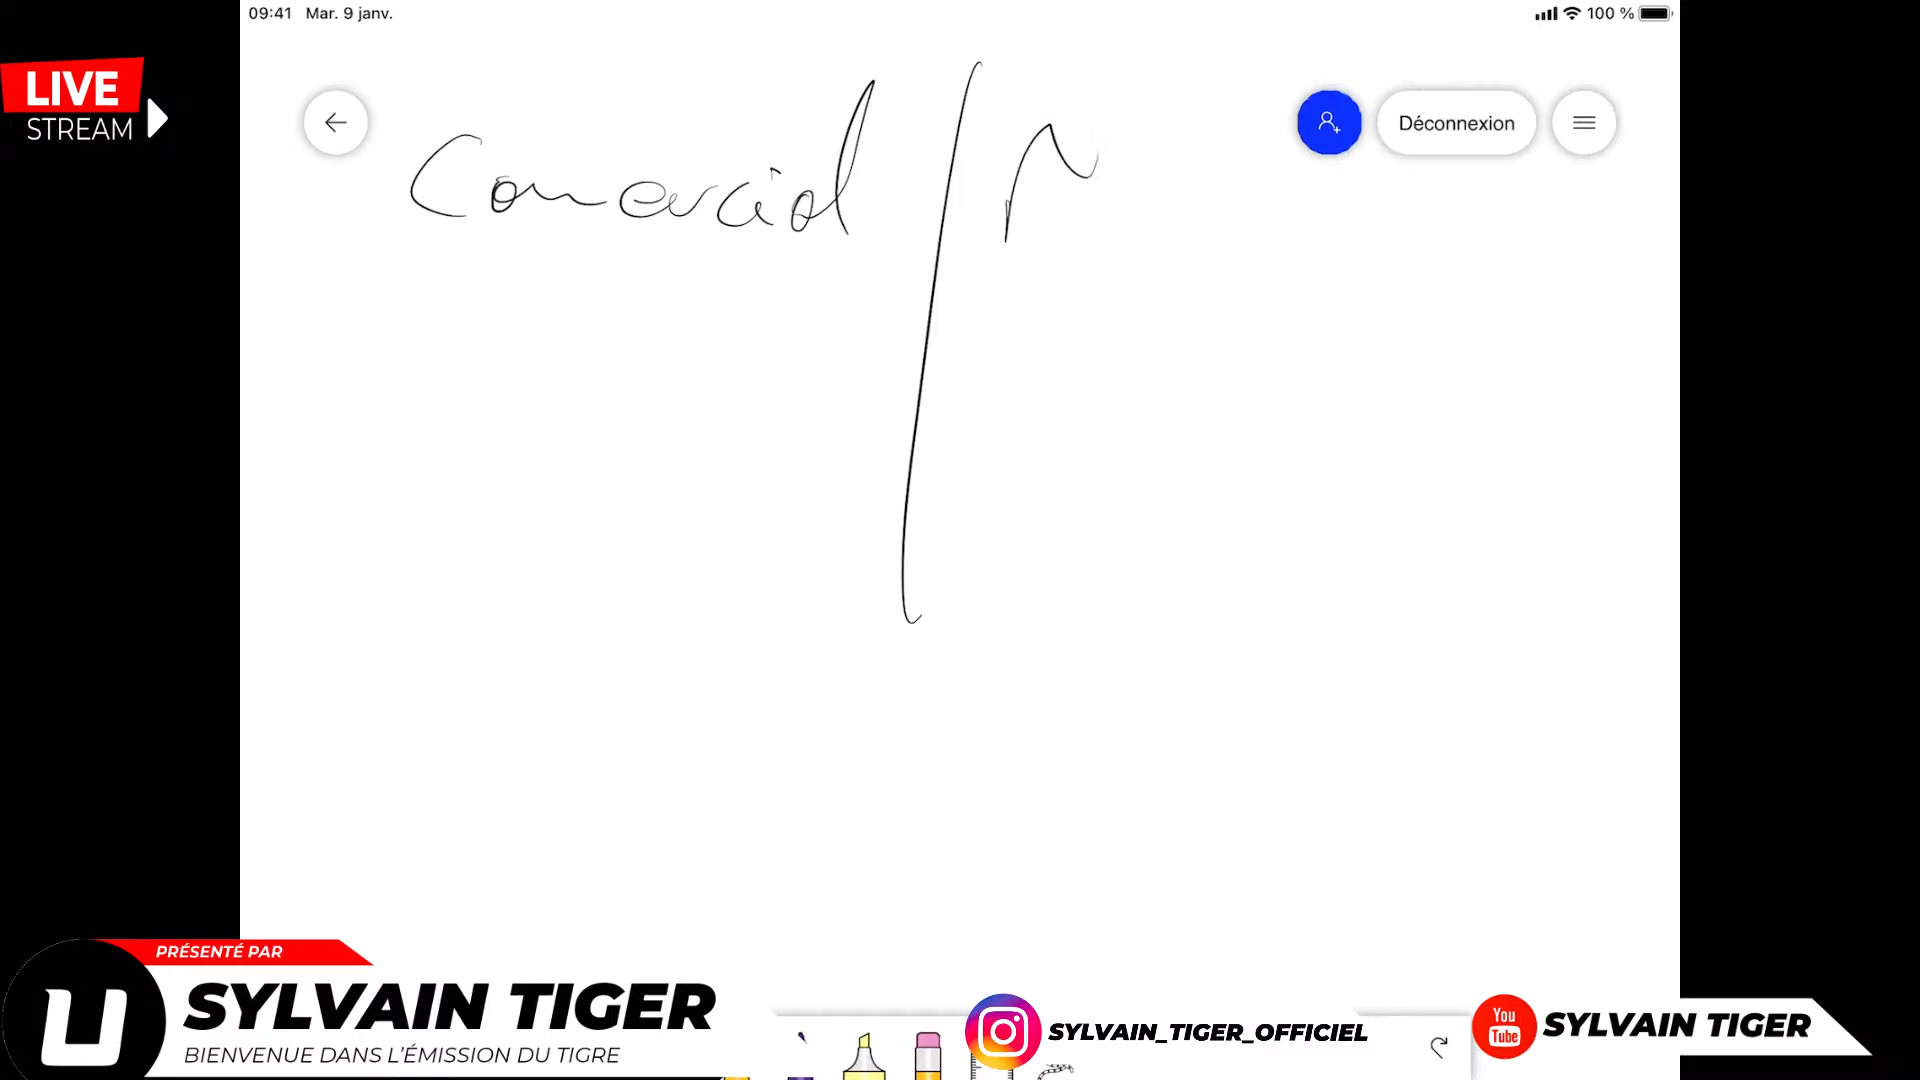 09:41 Mar. 9 janv. 100 %
LIVE
STREAM
Déconnexion
Comercial
PRÉSENTÉ PAR
SYLVAIN TIGER
BIENVENUE DANS L'ÉMISSION DU TIGRE
SYLVAIN_TIGER_OFFICIEL
You
Tube
SYLVAIN TIGER